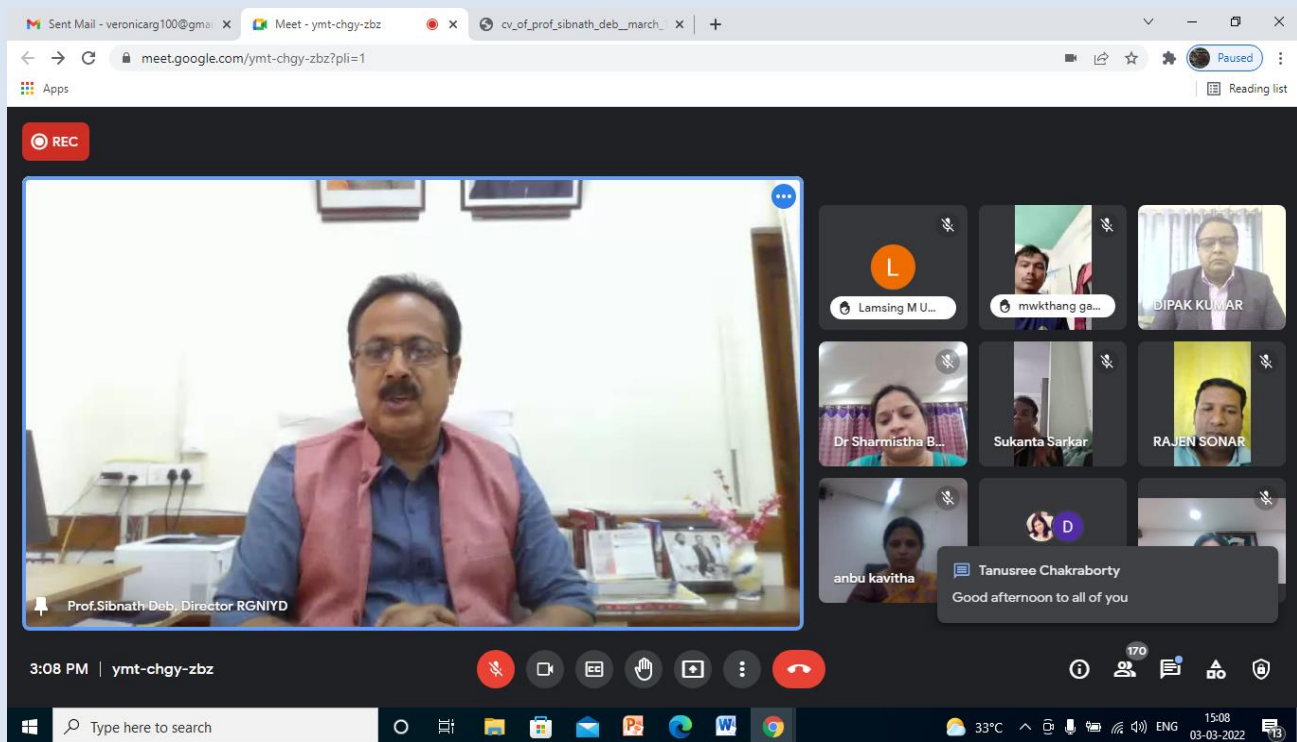 Sent Mail - veronicarg100@gma
Meet - ymt-chgy-zbz
cv_of_prof_sibnath_deb__march_
meet.google.com/ymt-chgy-zbz?pli=1
Paused
Apps
Reading list
REC
L
Lamsing M U...
mwkthang ga...
DIPAK KUMAR
Dr Sharmistha B...
Sukanta Sarkar
RAJEN SONAR
anbu kavitha
D
Tanusree Chakraborty
Good afternoon to all of you
Prof.Sibnath Deb, Director RGNIYD
3:08 PM | ymt-chgy-zbz
170
Type here to search
33°C
ENG
15:08
03-03-2022
13